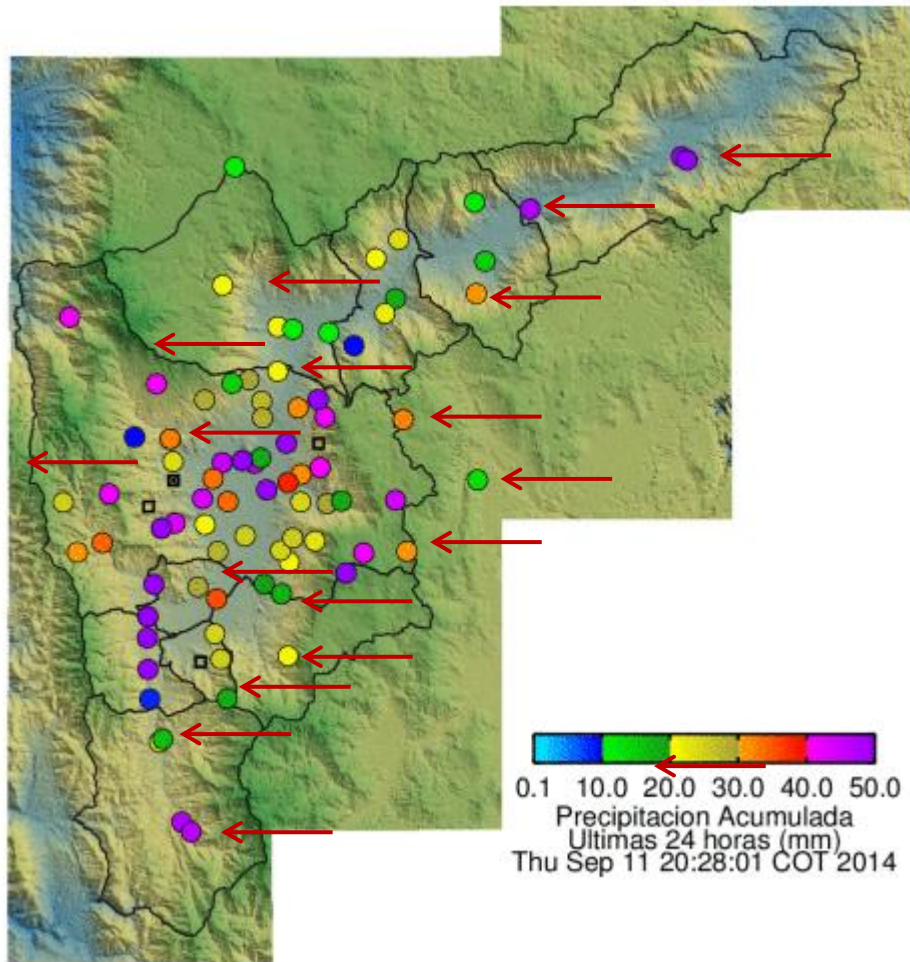 0.1 10.0 20.0 30.0 40.0 50.0
Precipitacion Acumulada
Ultimas 24 horas (mm)
Thu Sep 11 20:28:01 COT 2014